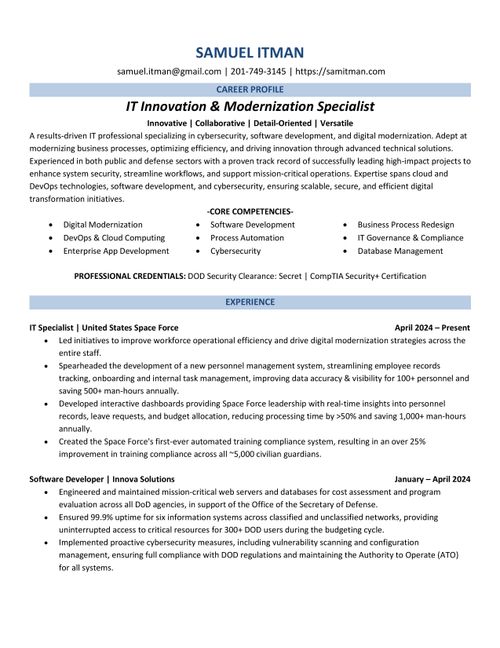 SAMUEL ITMAN
samuel.itman@gmail.com | 201-749-3145 | https://samitman.com
CAREER PROFILE
IT Innovation & Modernization Specialist
Innovative | Collaborative | Detail-Oriented | Versatile
A results-driven IT professional specializing in cybersecurity, software development, and digital modernization. Adept at
modernizing business processes, optimizing efficiency, and driving innovation through advanced technical solutions.
Experienced in both public and defense sectors with a proven track record of successfully leading high-impact projects to
enhance system security, streamline workflows, and support mission-critical operations. Expertise spans cloud and
DevOps technologies, software development, and cybersecurity, ensuring scalable, secure, and efficient digital
transformation initiatives.
-CORE COMPETENCIES-
• Digital Modernization • Software Development • Business Process Redesign
• DevOps & Cloud Computing • Process Automation • IT Governance & Compliance
• Enterprise App Development • Cybersecurity • Database Management
PROFESSIONAL CREDENTIALS: DOD Security Clearance: Secret | CompTIA Security+ Certification
EXPERIENCE
IT Specialist | United States Space Force April 2024 – Present
• Led initiatives to improve workforce operational efficiency and drive digital modernization strategies across the
entire staff.
• Spearheaded the development of a new personnel management system, streamlining employee records
tracking, onboarding and internal task management, improving data accuracy & visibility for 100+ personnel and
saving 500+ man-hours annually.
• Developed interactive dashboards providing Space Force leadership with real-time insights into personnel
records, leave requests, and budget allocation, reducing processing time by >50% and saving 1,000+ man-hours
annually.
• Created the Space Force's first-ever automated training compliance system, resulting in an over 25%
improvement in training compliance across all ~5,000 civilian guardians.
Software Developer | Innova Solutions January – April 2024
• Engineered and maintained mission-critical web servers and databases for cost assessment and program
evaluation across all DoD agencies, in support of the Office of the Secretary of Defense.
• Ensured 99.9% uptime for six information systems across classified and unclassified networks, providing
uninterrupted access to critical resources for 300+ DOD users during the budgeting cycle.
• Implemented proactive cybersecurity measures, including vulnerability scanning and configuration
management, ensuring full compliance with DOD regulations and maintaining the Authority to Operate (ATO)
for all systems.